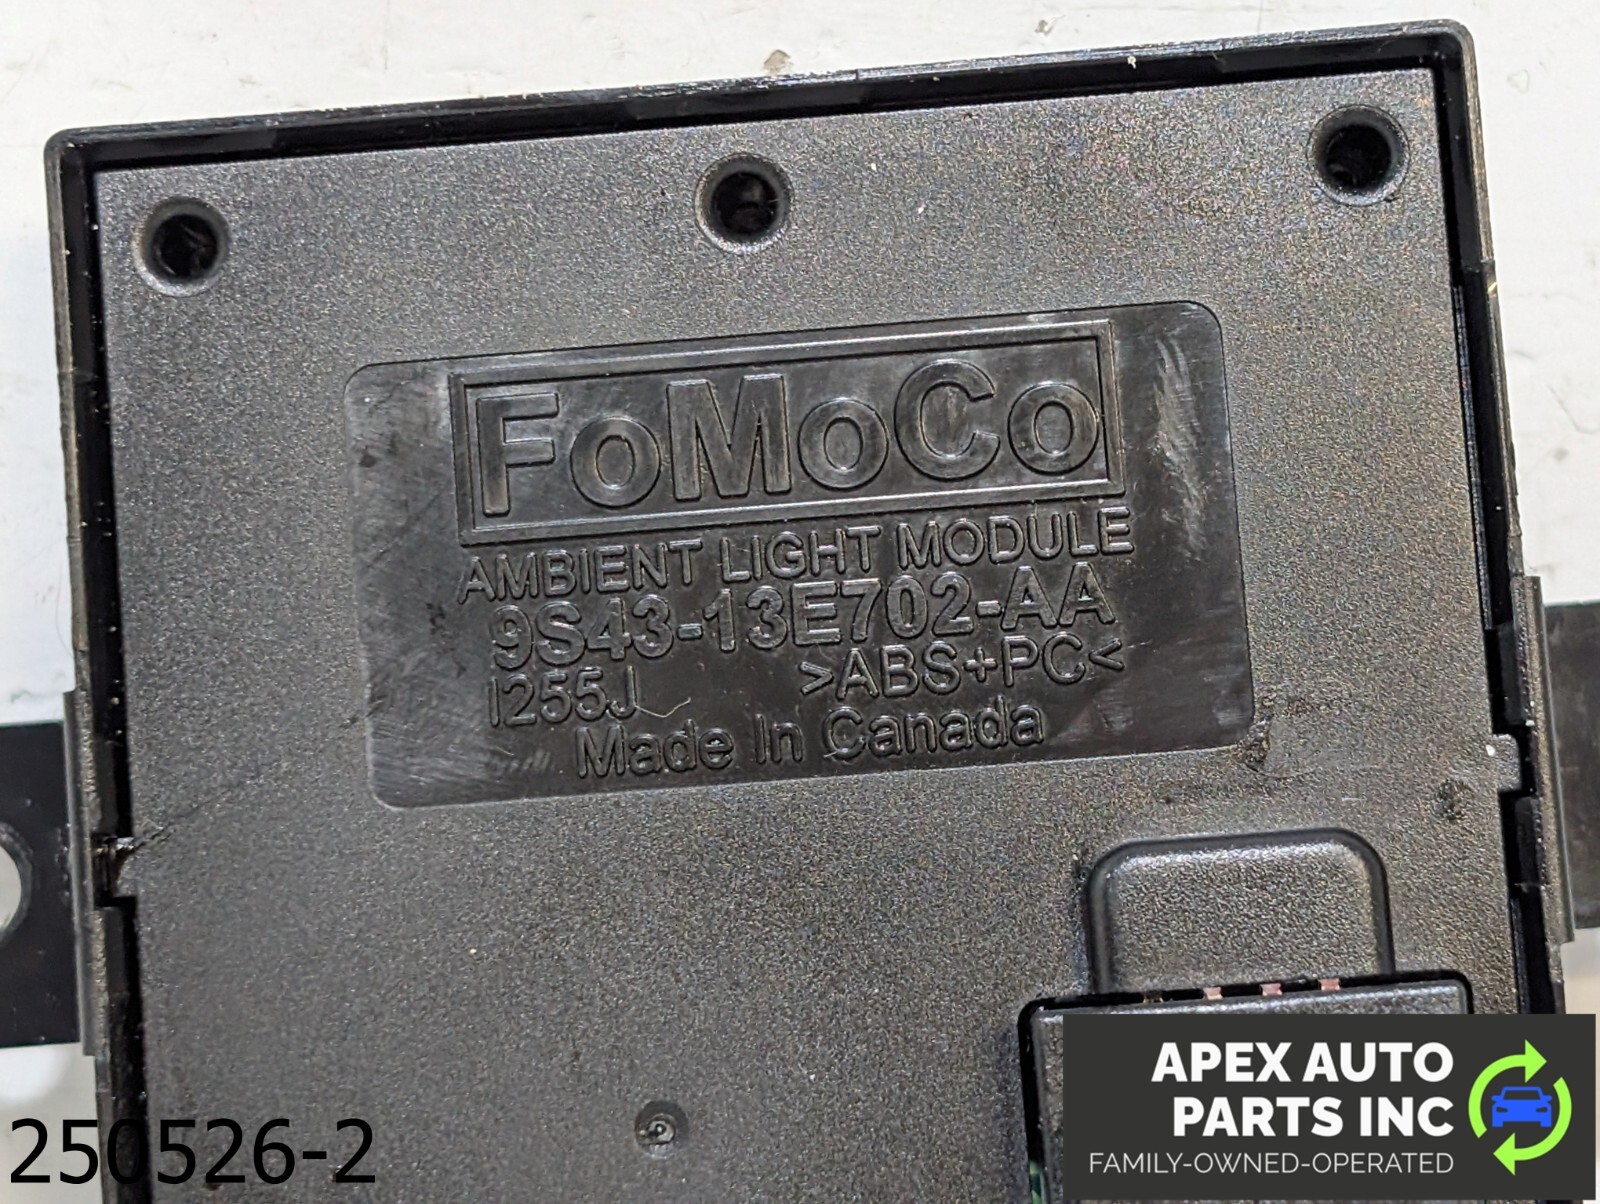 FoMoCo
AMBIENT LIGHT MODULE
9S43-13E702-AA
I255J >ABS+PC<
Made In Canada
250526-2
APEX AUTO
PARTS INC
FAMILY-OWNED-OPERATED